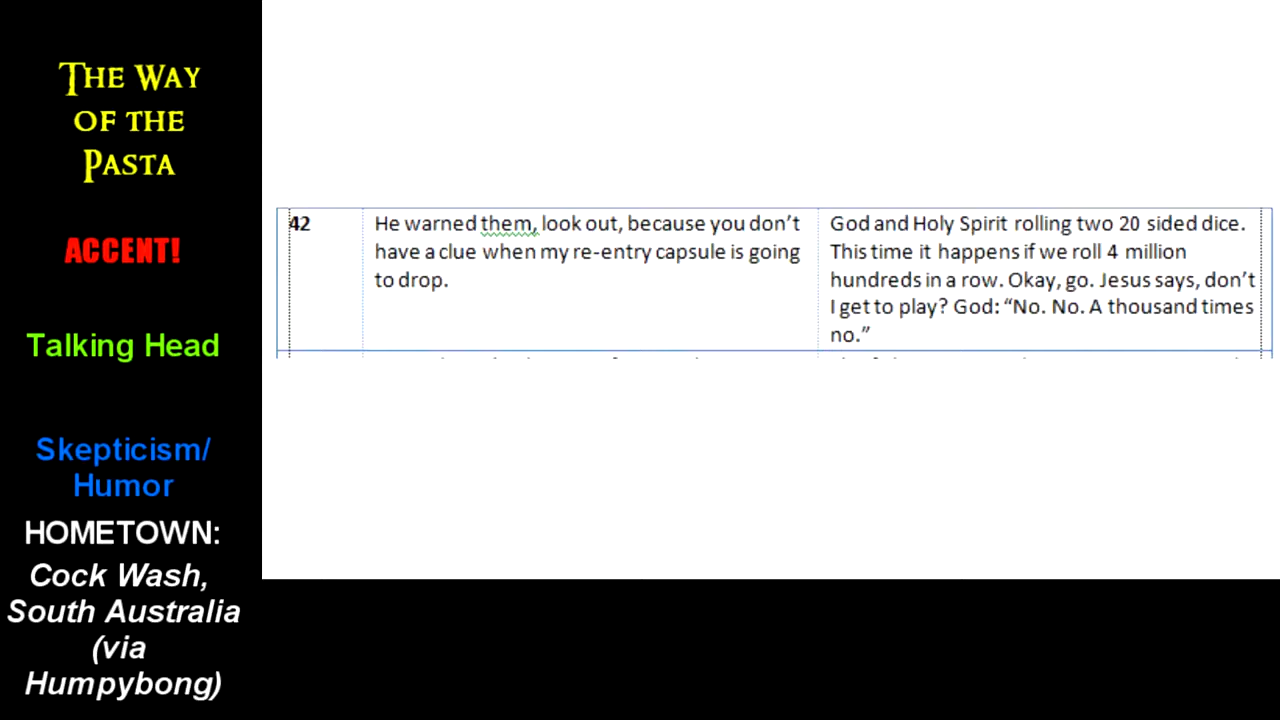 THE WAY
OF THE
PASTA
ACCENT!
Talking Head
Skepticism/
Humor
HOMETOWN:
Cock Wash,
South Australia
(via
Humpybong)
42
He warned them, look out, because you don’t
have a clue when my re-entry capsule is going
to drop.
God and Holy Spirit rolling two 20 sided dice.
This time it happens if we roll 4 million
hundreds in a row. Okay, go. Jesus says, don’t
I get to play? God: “No. No. A thousand times
no.”